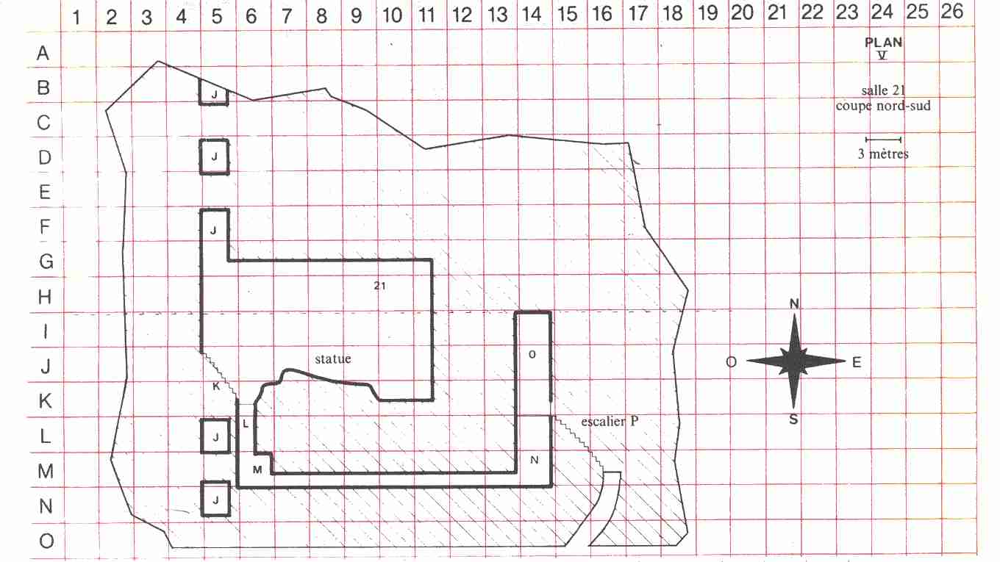 1 2 3 4 5 6 7 8 9 10 11 12 13 14 15 16 17 18 19 20 21 22 23 24 25 26
A
PLAN
V
B
J
salle 21
coupe nord-sud
C
D
J
3 mètres
E
F
J
G
H
21
N
I
J
statue
O
O
E
K
K
S
L
J
L
escalier P
M
M
N
N
J
O